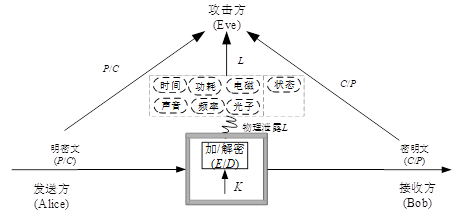 攻击方
(Eve)
P/C
L
C/P
时间 功耗 电磁 状态
声音 频率 光子
物理泄露L
明密文
(P/C)
加/解密
(E/D)
K
密明文
(C/P)
发送方
(Alice)
接收方
(Bob)